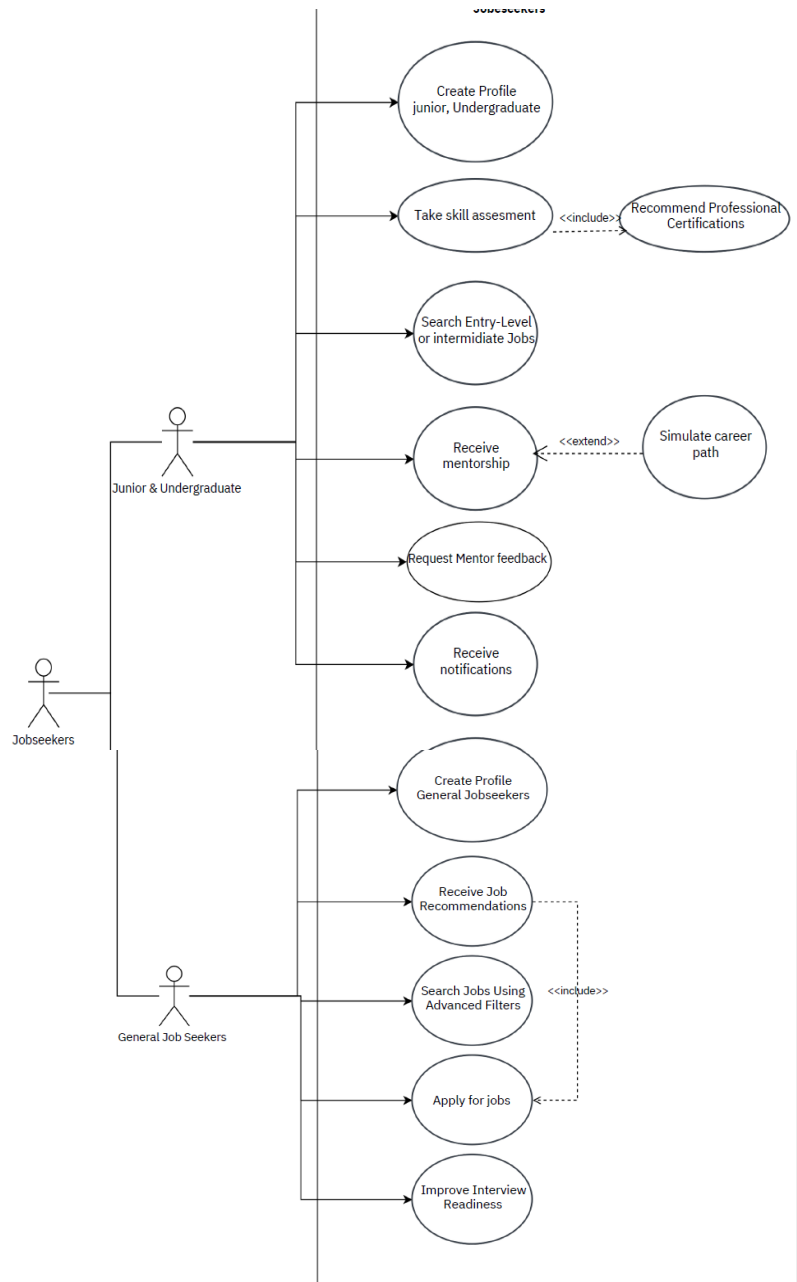 Jobeseekers
Create Profile
junior, Undergraduate
Take skill assesment
<<include>>
Recommend Professional
Certifications
Search Entry-Level
or intermidiate Jobs
Receive
mentorship
<<extend>>
Simulate career
path
Junior & Undergraduate
Request Mentor feedback
Receive
notifications
Jobseekers
Create Profile
General Jobseekers
Receive Job
Recommendations
Search Jobs Using
Advanced Filters
<<include>>
General Job Seekers
Apply for jobs
Improve Interview
Readiness